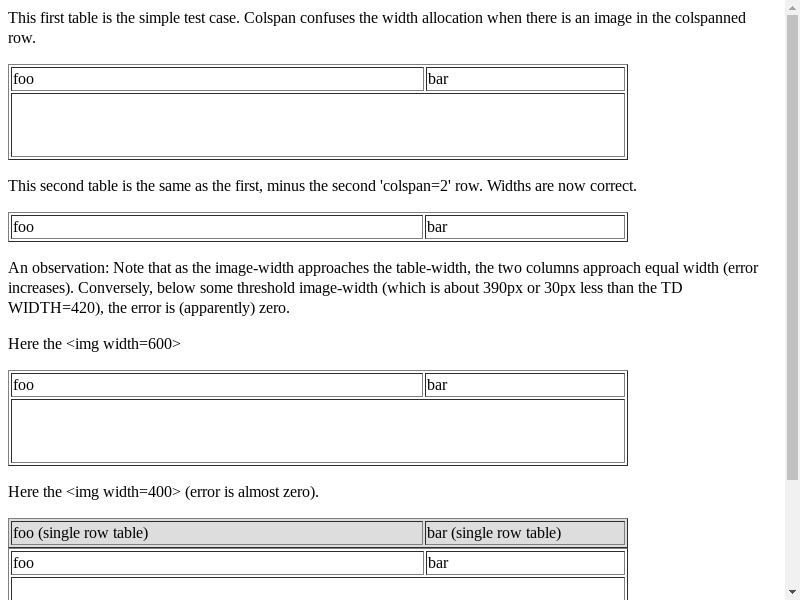 This first table is the simple test case. Colspan confuses the width allocation when there is an image in the colspanned
row.
foo bar
This second table is the same as the first, minus the second 'colspan=2' row. Widths are now correct.
foo bar
An observation: Note that as the image-width approaches the table-width, the two columns approach equal width (error
increases). Conversely, below some threshold image-width (which is about 390px or 30px less than the TD
WIDTH=420), the error is (apparently) zero.
Here the <img width=600>
foo bar
Here the <img width=400> (error is almost zero).
foo (single row table) bar (single row table)
foo bar